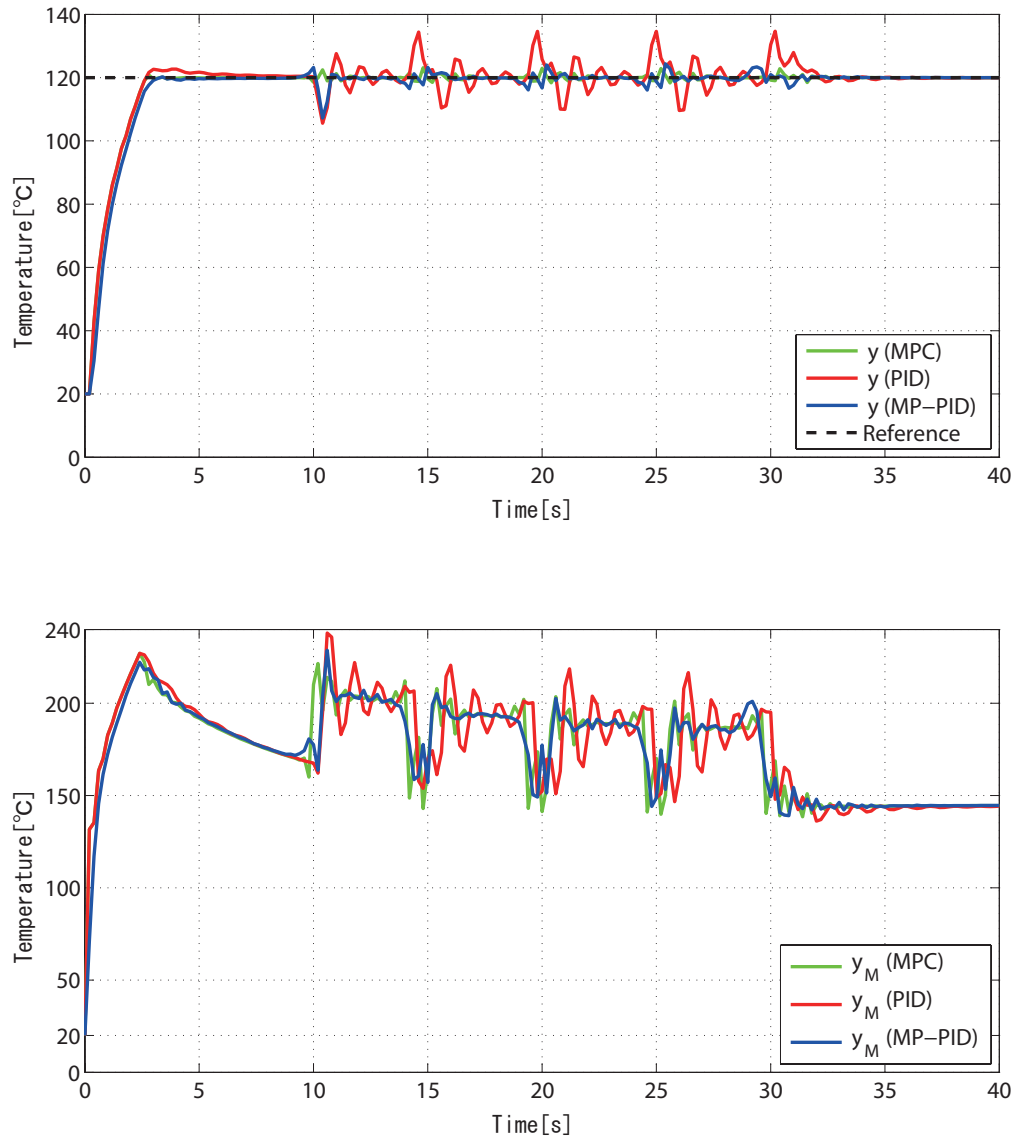 140
120
100
80
60
40
20
0
Temperature[℃]
0 5 10 15 20 25 30 35 40
Time[s]
y (MPC)
y (PID)
y (MP−PID)
Reference
240
200
150
100
50
20
0
Temperature[℃]
0 5 10 15 20 25 30 35 40
Time[s]
y_M (MPC)
y_M (PID)
y_M (MP−PID)